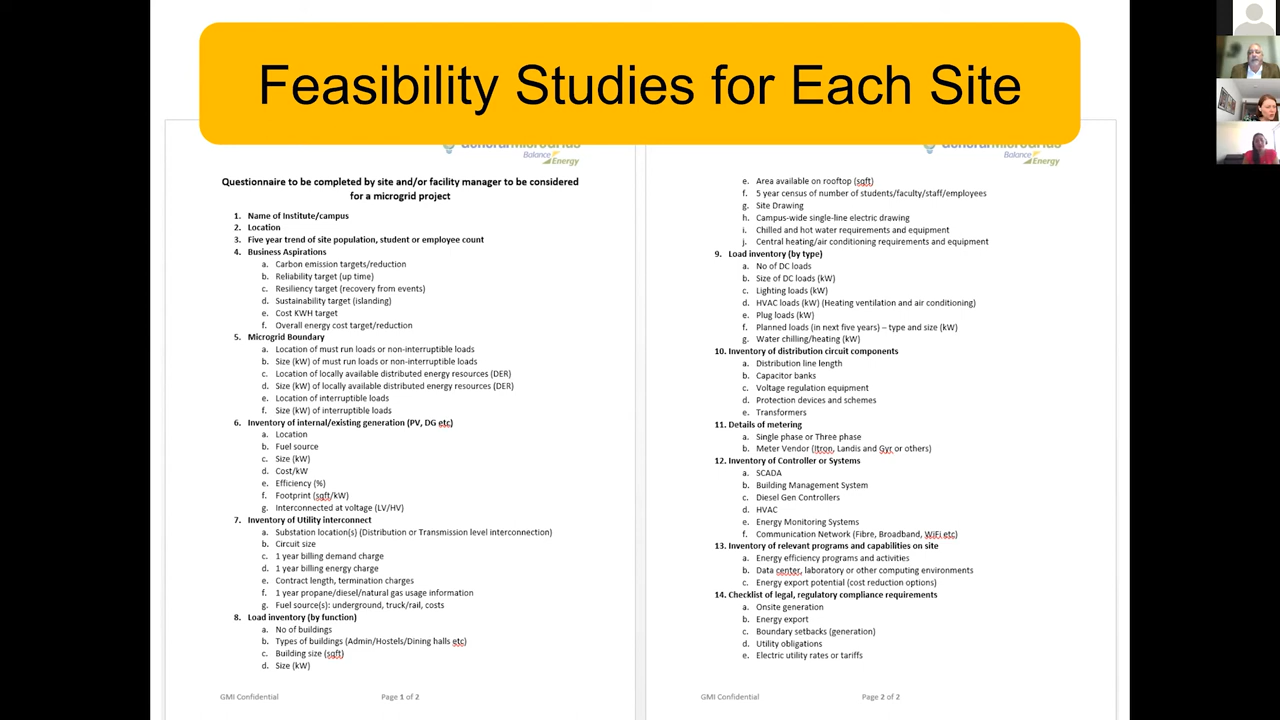 Feasibility Studies for Each Site
Balance
Energy
Questionnaire to be completed by site and/or facility manager to be considered
for a microgrid project
1. Name of Institute/campus
2. Location
3. Five year trend of site population, student or employee count
4. Business Aspirations
a. Carbon emission targets/reduction
b. Reliability target (up time)
c. Resiliency target (recovery from events)
d. Sustainability target (islanding)
e. Cost KWH target
f. Overall energy cost target/reduction
5. Microgrid Boundary
a. Location of must run loads or non-interruptible loads
b. Size (kW) of must run loads or non-interruptible loads
c. Location of locally available distributed energy resources (DER)
d. Size (kW) of locally available distributed energy resources (DER)
e. Location of interruptible loads
f. Size (kW) of interruptible loads
6. Inventory of internal/existing generation (PV, DG etc)
a. Location
b. Fuel source
c. Size (kW)
d. Cost/kW
e. Efficiency (%)
f. Footprint (sqft/kW)
g. Interconnected at voltage (LV/HV)
7. Inventory of Utility interconnect
a. Substation location(s) (Distribution or Transmission level interconnection)
b. Circuit size
c. 1 year billing demand charge
d. 1 year billing energy charge
e. Contract length, termination charges
f. 1 year propane/diesel/natural gas usage information
g. Fuel source(s): underground, truck/rail, costs
8. Load inventory (by function)
a. No of buildings
b. Types of buildings (Admin/Hostels/Dining halls etc)
c. Building size (sqft)
d. Size (kW)
GMI Confidential
Page 1 of 2
Balance
Energy
e. Area available on rooftop (sqft)
f. 5 year census of number of students/faculty/staff/employees
g. Site Drawing
h. Campus-wide single-line electric drawing
i. Chilled and hot water requirements and equipment
j. Central heating/air conditioning requirements and equipment
9. Load inventory (by type)
a. No of DC loads
b. Size of DC loads (kW)
c. Lighting loads (kW)
d. HVAC loads (kW) (Heating ventilation and air conditioning)
e. Plug loads (kW)
f. Planned loads (in next five years) – type and size (kW)
g. Water chilling/heating (kW)
10. Inventory of distribution circuit components
a. Distribution line length
b. Capacitor banks
c. Voltage regulation equipment
d. Protection devices and schemes
e. Transformers
11. Details of metering
a. Single phase or Three phase
b. Meter Vendor (Itron, Landis and Gyr or others)
12. Inventory of Controller or Systems
a. SCADA
b. Building Management System
c. Diesel Gen Controllers
d. HVAC
e. Energy Monitoring Systems
f. Communication Network (Fibre, Broadband, WiFi etc)
13. Inventory of relevant programs and capabilities on site
a. Energy efficiency programs and activities
b. Data center, laboratory or other computing environments
c. Energy export potential (cost reduction options)
14. Checklist of legal, regulatory compliance requirements
a. Onsite generation
b. Energy export
c. Boundary setbacks (generation)
d. Utility obligations
e. Electric utility rates or tariffs
GMI Confidential
Page 2 of 2